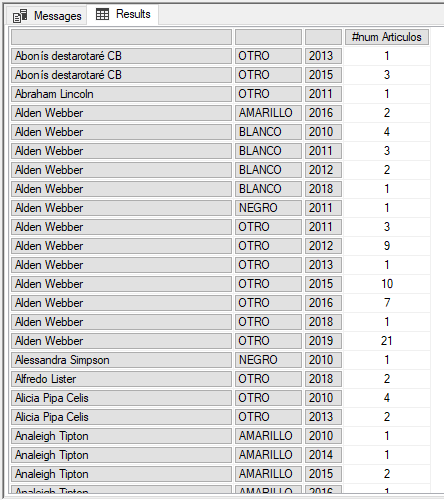 Messages Results
#num Articulos
Abonís destarotaré CB OTRO 2013 1
Abonís destarotaré CB OTRO 2015 3
Abraham Lincoln OTRO 2011 1
Alden Webber AMARILLO 2016 2
Alden Webber BLANCO 2010 4
Alden Webber BLANCO 2011 3
Alden Webber BLANCO 2012 2
Alden Webber BLANCO 2018 1
Alden Webber NEGRO 2011 1
Alden Webber OTRO 2011 3
Alden Webber OTRO 2012 9
Alden Webber OTRO 2013 1
Alden Webber OTRO 2015 10
Alden Webber OTRO 2016 7
Alden Webber OTRO 2018 1
Alden Webber OTRO 2019 21
Alessandra Simpson NEGRO 2010 1
Alfredo Lister OTRO 2018 2
Alicia Pipa Celis OTRO 2010 4
Alicia Pipa Celis OTRO 2013 2
Analeigh Tipton AMARILLO 2010 1
Analeigh Tipton AMARILLO 2014 1
Analeigh Tipton AMARILLO 2015 2
Analeigh Tipton AMARILLO 2016 1